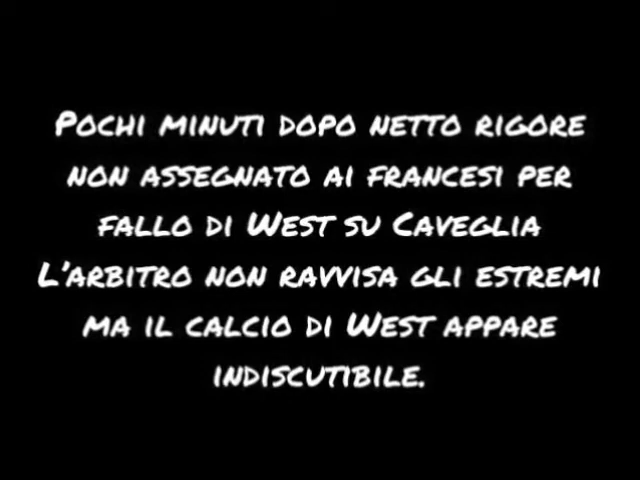 Pochi minuti dopo netto rigore
non assegnato ai francesi per
fallo di West su Caveglia
L'arbitro non ravvisa gli estremi
ma il calcio di West appare
indiscutibile.